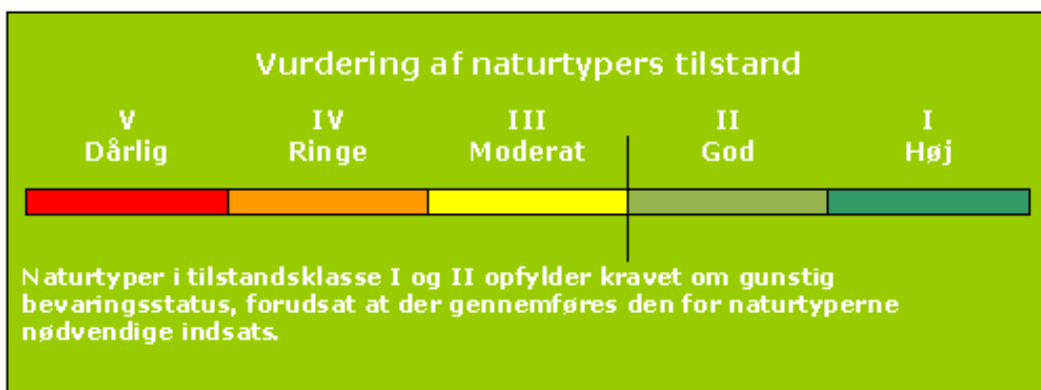 Vurdering af naturtypers tilstand
V IV III II I
Dårlig Ringe Moderat God Høj
Naturtyper i tilstandsklasse I og II opfylder kravet om gunstig
bevaringsstatus, forudsat at der gennemføres den for naturtyperne
nødvendige indsats.